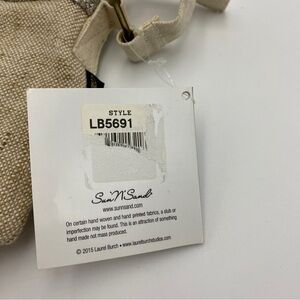 STYLE
LB5691
Sun 'N' Sand
www.sunnsand.com
On certain hand woven and hand printed fabrics, a slub or
imperfection may be found. This is an attraction of something
hand made not mass produced.
© 2015 Laurel Burch • laurelburchstudios.com